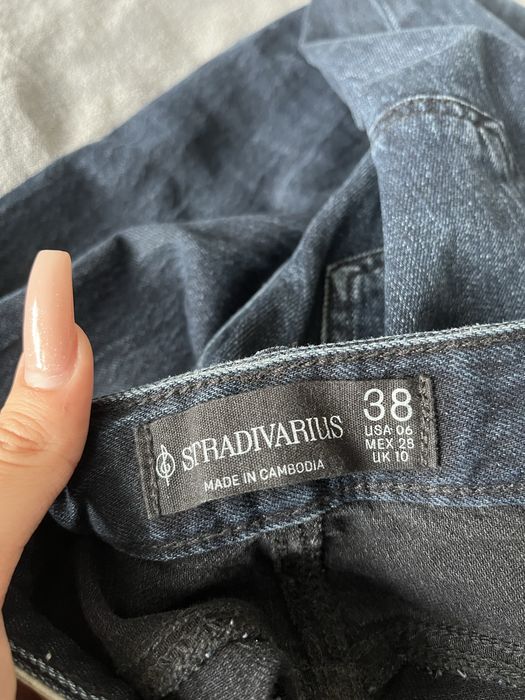 STRADIVARIUS
MADE IN CAMBODIA
38
USA 06
MEX 28
UK 10